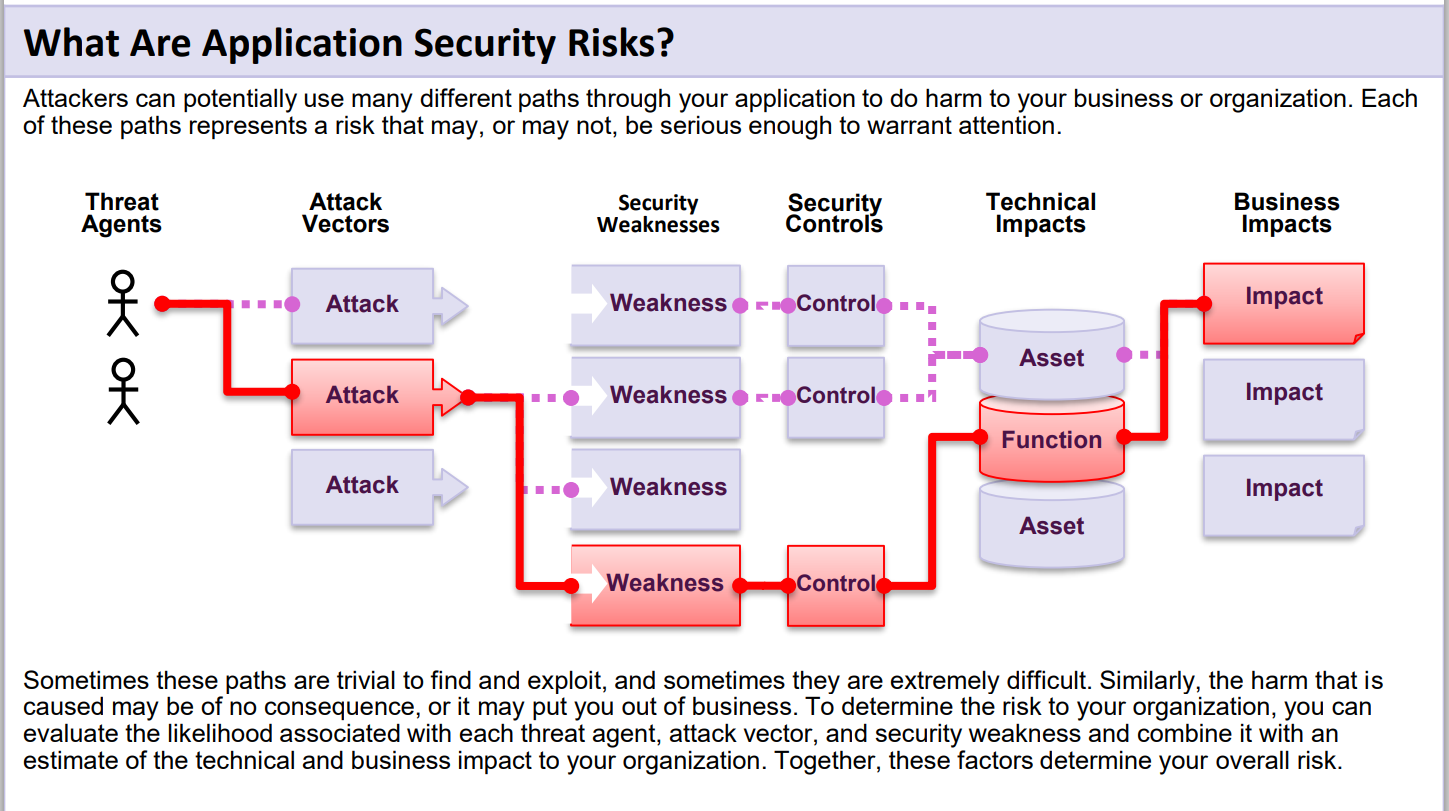 What Are Application Security Risks?
Attackers can potentially use many different paths through your application to do harm to your business or organization. Each
of these paths represents a risk that may, or may not, be serious enough to warrant attention.
Threat
Agents
Attack
Vectors
Security
Weaknesses
Security
Controls
Technical
Impacts
Business
Impacts
Attack
Weakness
Control
Impact
Asset
Attack
Weakness
Control
Impact
Function
Attack
Weakness
Impact
Asset
Weakness
Control
Sometimes these paths are trivial to find and exploit, and sometimes they are extremely difficult. Similarly, the harm that is
caused may be of no consequence, or it may put you out of business. To determine the risk to your organization, you can
evaluate the likelihood associated with each threat agent, attack vector, and security weakness and combine it with an
estimate of the technical and business impact to your organization. Together, these factors determine your overall risk.